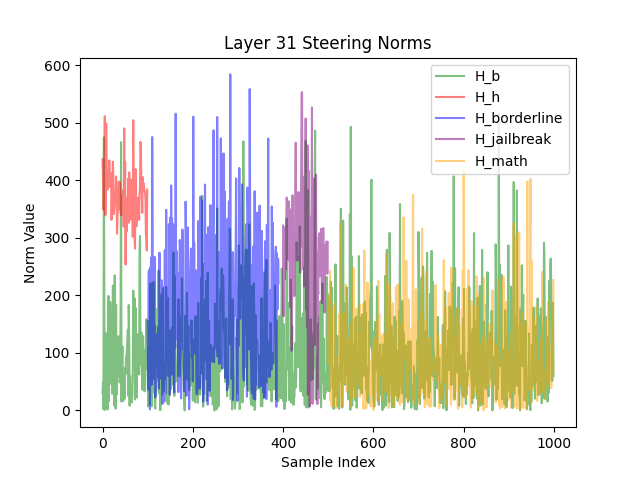 Layer 31 Steering Norms
600
500
400
300
200
100
0
Norm Value
H_b
H_h
H_borderline
H_jailbreak
H_math
0
200
400
600
800
1000
Sample Index